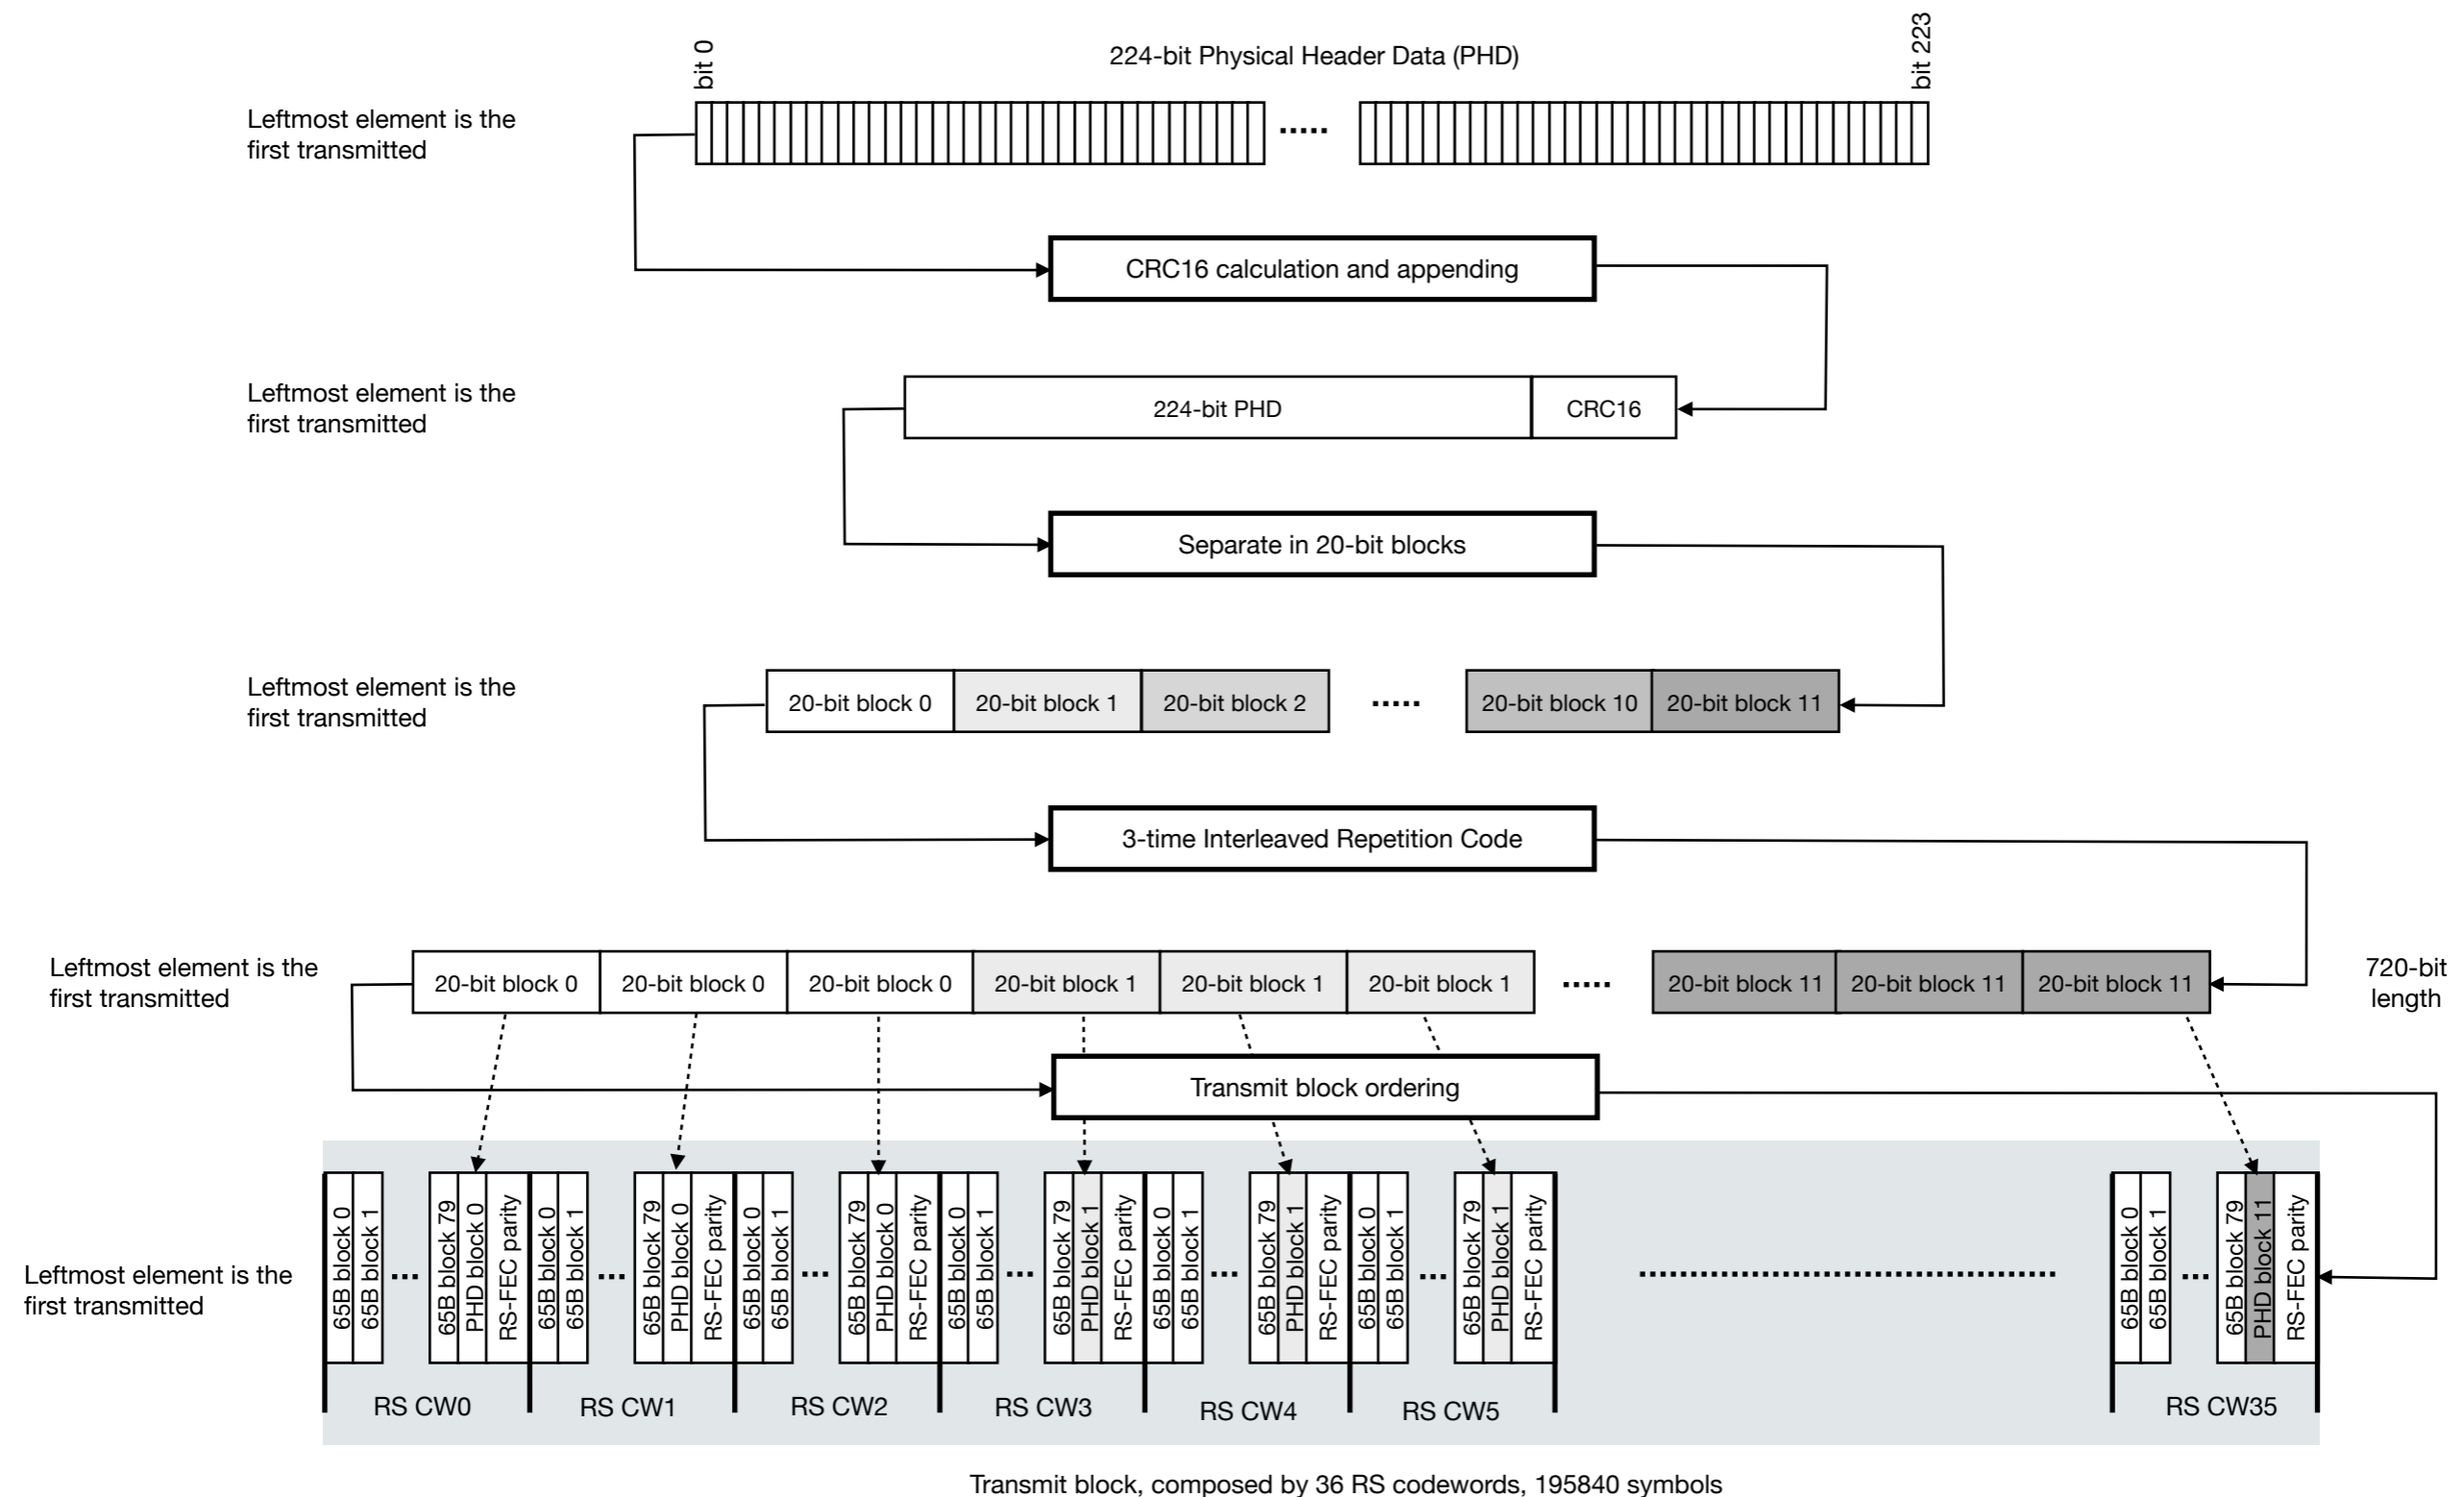 bit 0
224-bit Physical Header Data (PHD)
bit 223
Leftmost element is the
first transmitted
CRC16 calculation and appending
Leftmost element is the
first transmitted
224-bit PHD
CRC16
Separate in 20-bit blocks
Leftmost element is the
first transmitted
20-bit block 0
20-bit block 1
20-bit block 2
20-bit block 10
20-bit block 11
3-time Interleaved Repetition Code
Leftmost element is the
first transmitted
20-bit block 0
20-bit block 0
20-bit block 0
20-bit block 1
20-bit block 1
20-bit block 1
20-bit block 11
20-bit block 11
20-bit block 11
720-bit
length
Transmit block ordering
Leftmost element is the
first transmitted
65B block 0
65B block 1
65B block 79
PHD block 0
RS-FEC parity
65B block 0
65B block 1
65B block 79
PHD block 0
RS-FEC parity
65B block 0
65B block 1
65B block 79
PHD block 0
RS-FEC parity
65B block 0
65B block 1
65B block 79
PHD block 1
RS-FEC parity
65B block 0
65B block 1
65B block 79
PHD block 1
RS-FEC parity
65B block 0
65B block 1
65B block 79
PHD block 1
RS-FEC parity
65B block 0
65B block 1
65B block 79
PHD block 11
RS-FEC parity
RS CW0
RS CW1
RS CW2
RS CW3
RS CW4
RS CW5
RS CW35
Transmit block, composed by 36 RS codewords, 195840 symbols